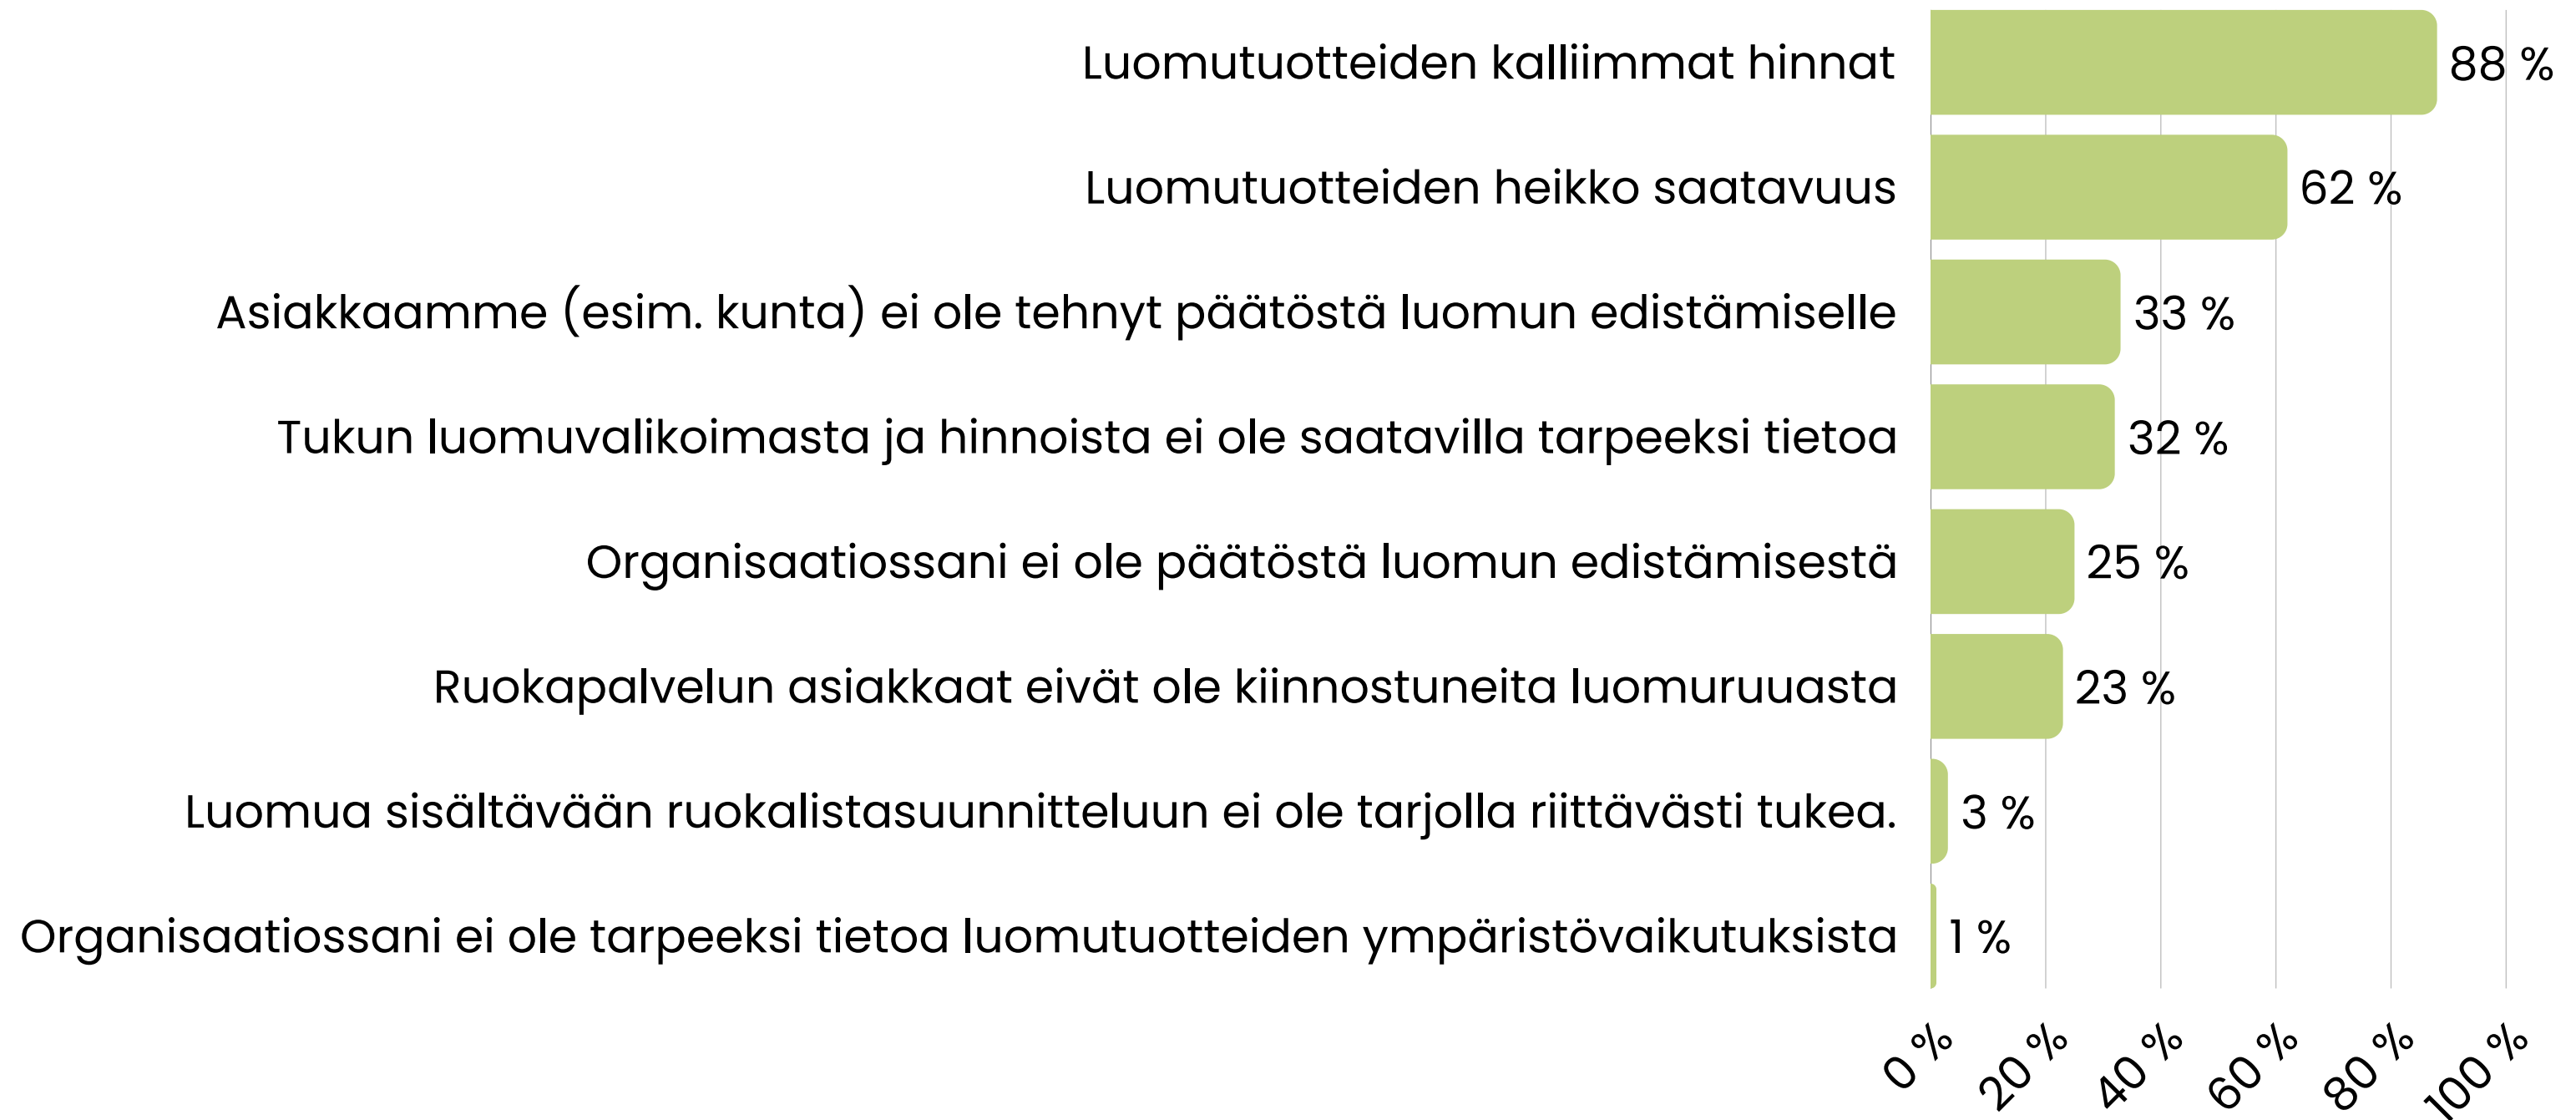 Luomutuotteiden kalliimmat hinnat 88 %
Luomutuotteiden heikko saatavuus 62 %
Asiakkaamme (esim. kunta) ei ole tehnyt päätöstä luomun edistämiselle 33 %
Tukun luomuvalikoimasta ja hinnoista ei ole saatavilla tarpeeksi tietoa 32 %
Organisaatiossani ei ole päätöstä luomun edistämisestä 25 %
Ruokapalvelun asiakkaat eivät ole kiinnostuneita luomuruuasta 23 %
Luomua sisältävään ruokalistasuunnitteluun ei ole tarjolla riittävästi tukea. 3 %
Organisaatiossani ei ole tarpeeksi tietoa luomutuotteiden ympäristövaikutuksista 1 %
0 % 20 % 40 % 60 % 80 % 100 %